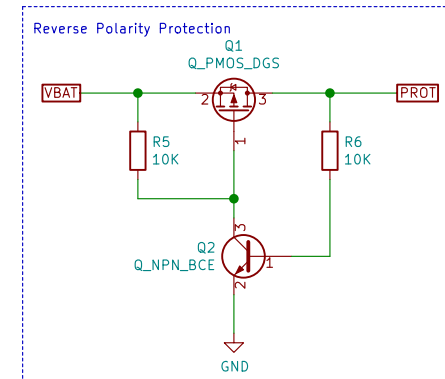 Reverse Polarity Protection
Q1
Q_PMOS_DGS
VBAT
2
3
PROT
1
R5
10K
R6
10K
3
Q2
Q_NPN_BCE
1
2
GND